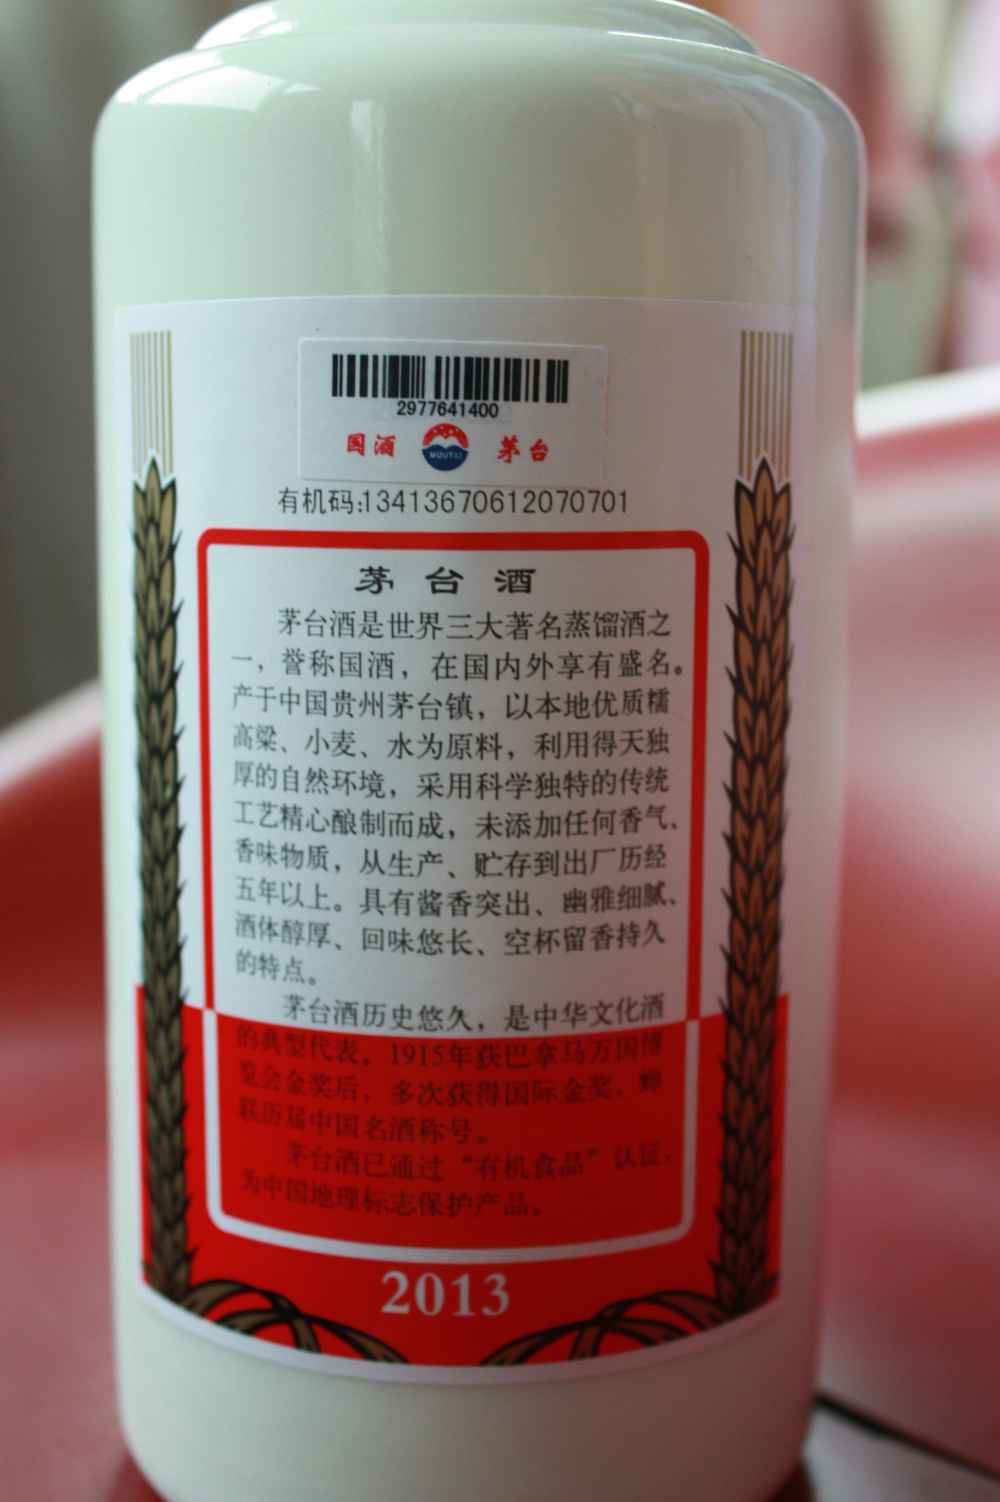 2977641400
国酒 MOUTAI 茅台
有机码:13413670612070701
茅台酒
茅台酒是世界三大著名蒸馏酒之
一，誉称国酒，在国内外享有盛名。
产于中国贵州茅台镇，以本地优质糯
高粱、小麦、水为原料，利用得天独
厚的自然环境，采用科学独特的传统
工艺精心酿制而成，未添加任何香气、
香味物质，从生产、贮存到出厂历经
五年以上。具有酱香突出、幽雅细腻、
酒体醇厚、回味悠长、空杯留香持久
的特点。
茅台酒历史悠久，是中华文化酒
的典型代表。1915年获巴拿马万国博
览会金奖后，多次获得国际金奖，蝉
联历届中国名酒称号。
茅台酒已通过“有机食品”认证，
为中国地理标志保护产品。
2013